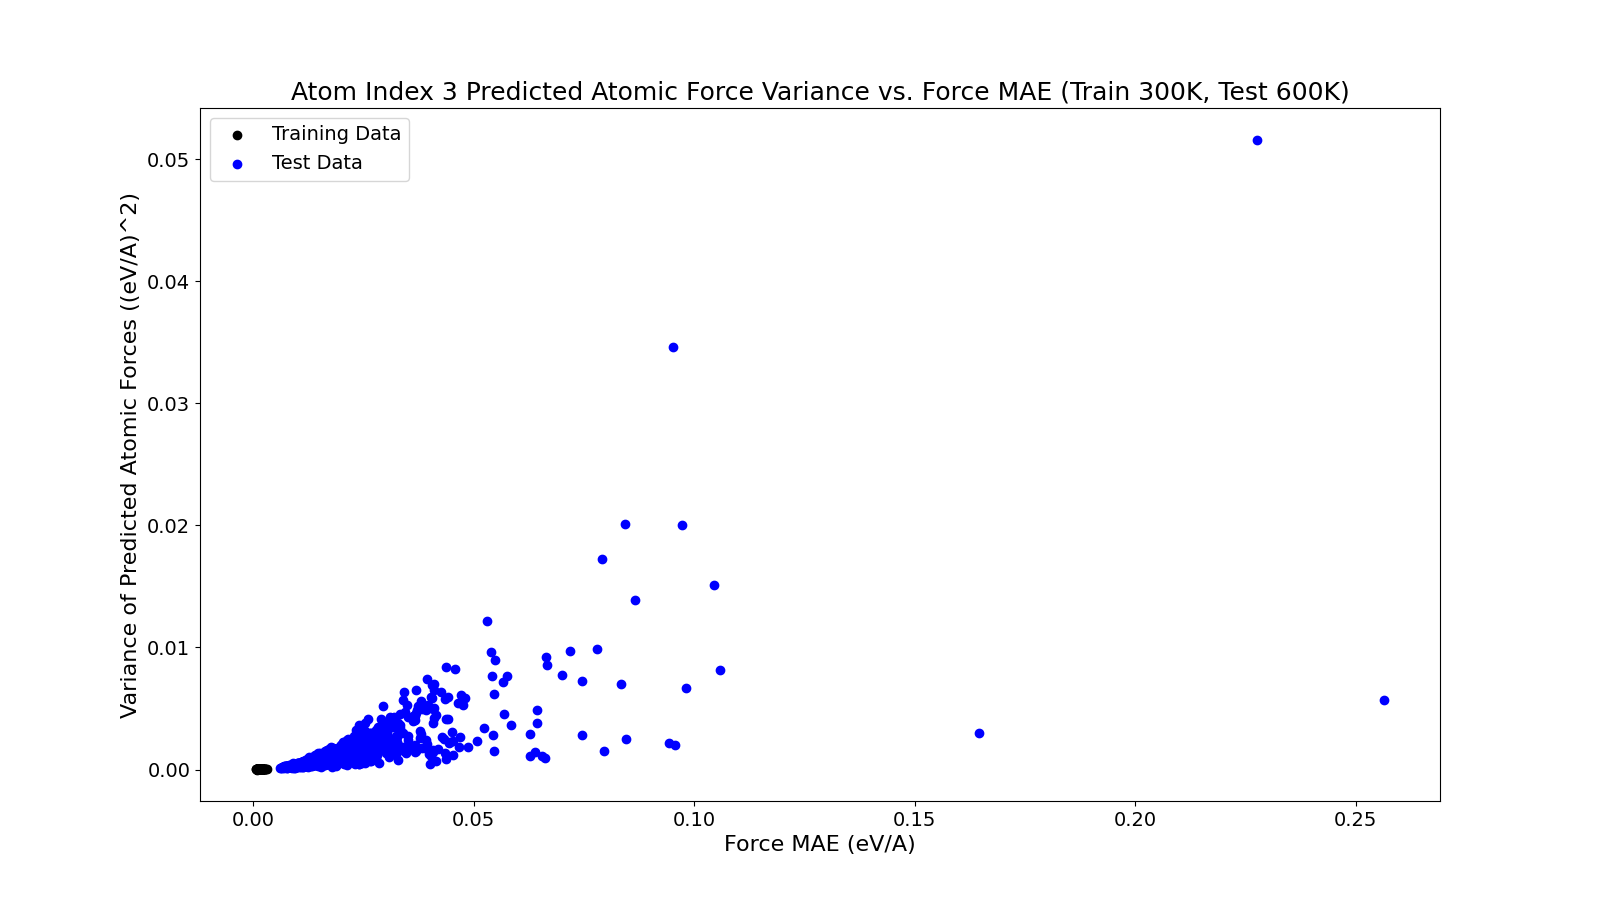 Atom Index 3 Predicted Atomic Force Variance vs. Force MAE (Train 300K, Test 600K)
Training Data
Test Data
Variance of Predicted Atomic Forces ((eV/A)^2)
0.05
0.04
0.03
0.02
0.01
0.00
0.00
0.05
0.10
0.15
0.20
0.25
Force MAE (eV/A)